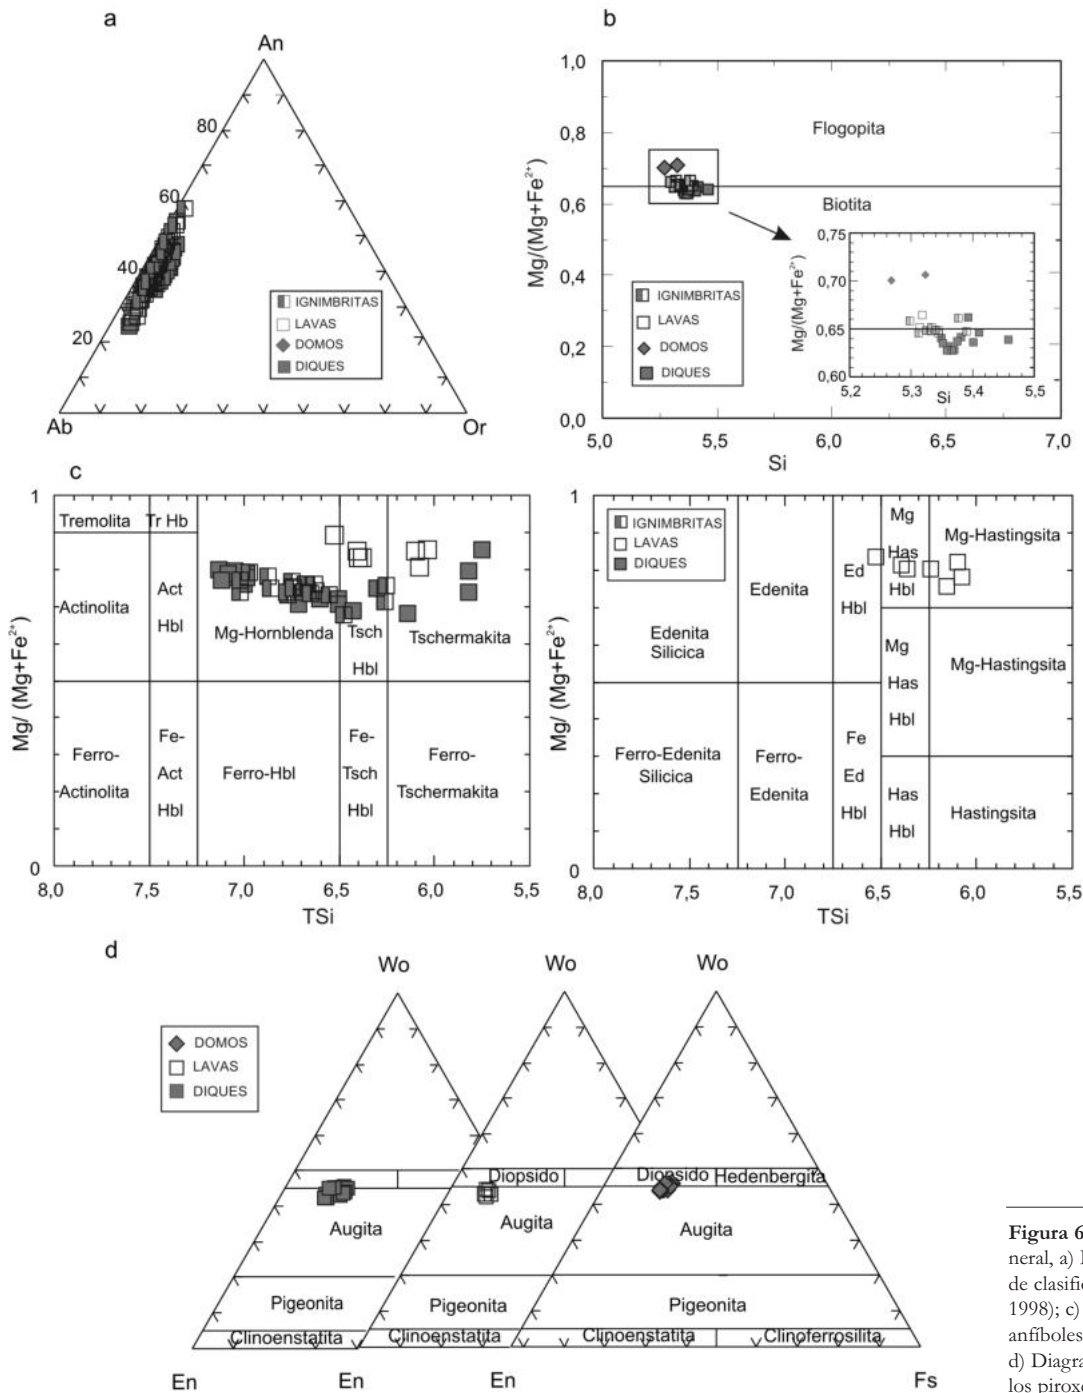 a
An
80
60
40
20
IGNIMBRITAS
LAVAS
DOMOS
DIQUES
Ab
Or
b
1,0
0,8
0,6
0,4
0,2
0,0
Mg/(Mg+Fe²⁺)
Flogopita
Biotita
IGNIMBRITAS
LAVAS
DOMOS
DIQUES
0,75
0,70
0,65
0,60
Mg/(Mg+Fe²⁺)
5,2
5,3
5,4
5,5
Si
5,0
5,5
6,0
6,5
7,0
Si
c
1
0
Mg/ (Mg+Fe²⁺)
Tremolita
Tr Hb
Actinolita
Act
Hbl
Mg-Hornblenda
Tsch
Hbl
Tschermakita
Ferro-
Actinolita
Fe-
Act
Hbl
Ferro-Hbl
Fe-
Tsch
Hbl
Ferro-
Tschermakita
8,0
7,5
7,0
6,5
6,0
5,5
TSi
1
0
Mg/ (Mg+Fe²⁺)
IGNIMBRITAS
LAVAS
DIQUES
Edenita
Silicica
Edenita
Ed
Hbl
Mg
Has
Hbl
Mg-Hastingsita
Mg
Has
Hbl
Mg-Hastingsita
Ferro-Edenita
Silicica
Ferro-
Edenita
Fe
Ed
Hbl
Has
Hbl
Hastingsita
8,0
7,5
7,0
6,5
6,0
5,5
TSi
d
DOMOS
LAVAS
DIQUES
Wo
Wo
Wo
Diopsido
Diopsido
Hedenbergita
Augita
Augita
Augita
Pigeonita
Pigeonita
Pigeonita
Clinoenstatita
Clinoenstatita
Clinoenstatita
Clinoferrosilita
En
En
En
Fs
Figura 6
neral, a)
de clasific
1998); c)
anfíboles
d) Diagra
los piroxe